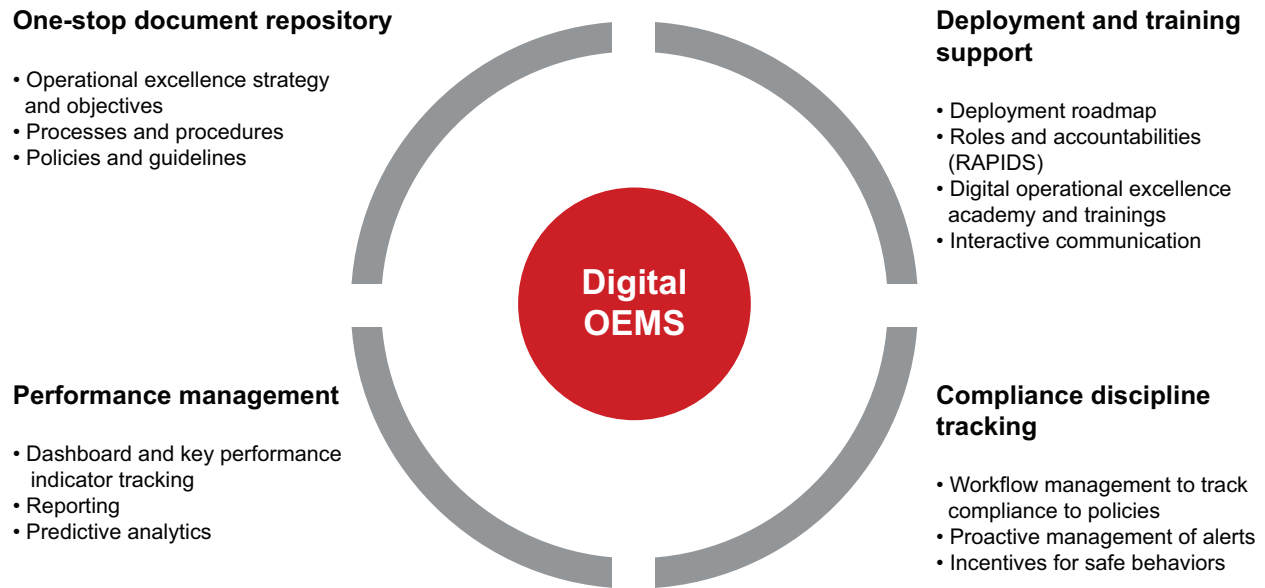 One-stop document repository
• Operational excellence strategy
and objectives
• Processes and procedures
• Policies and guidelines
Deployment and training
support
• Deployment roadmap
• Roles and accountabilities
(RAPIDS)
• Digital operational excellence
academy and trainings
• Interactive communication
Digital
OEMS
Performance management
• Dashboard and key performance
indicator tracking
• Reporting
• Predictive analytics
Compliance discipline
tracking
• Workflow management to track
compliance to policies
• Proactive management of alerts
• Incentives for safe behaviors